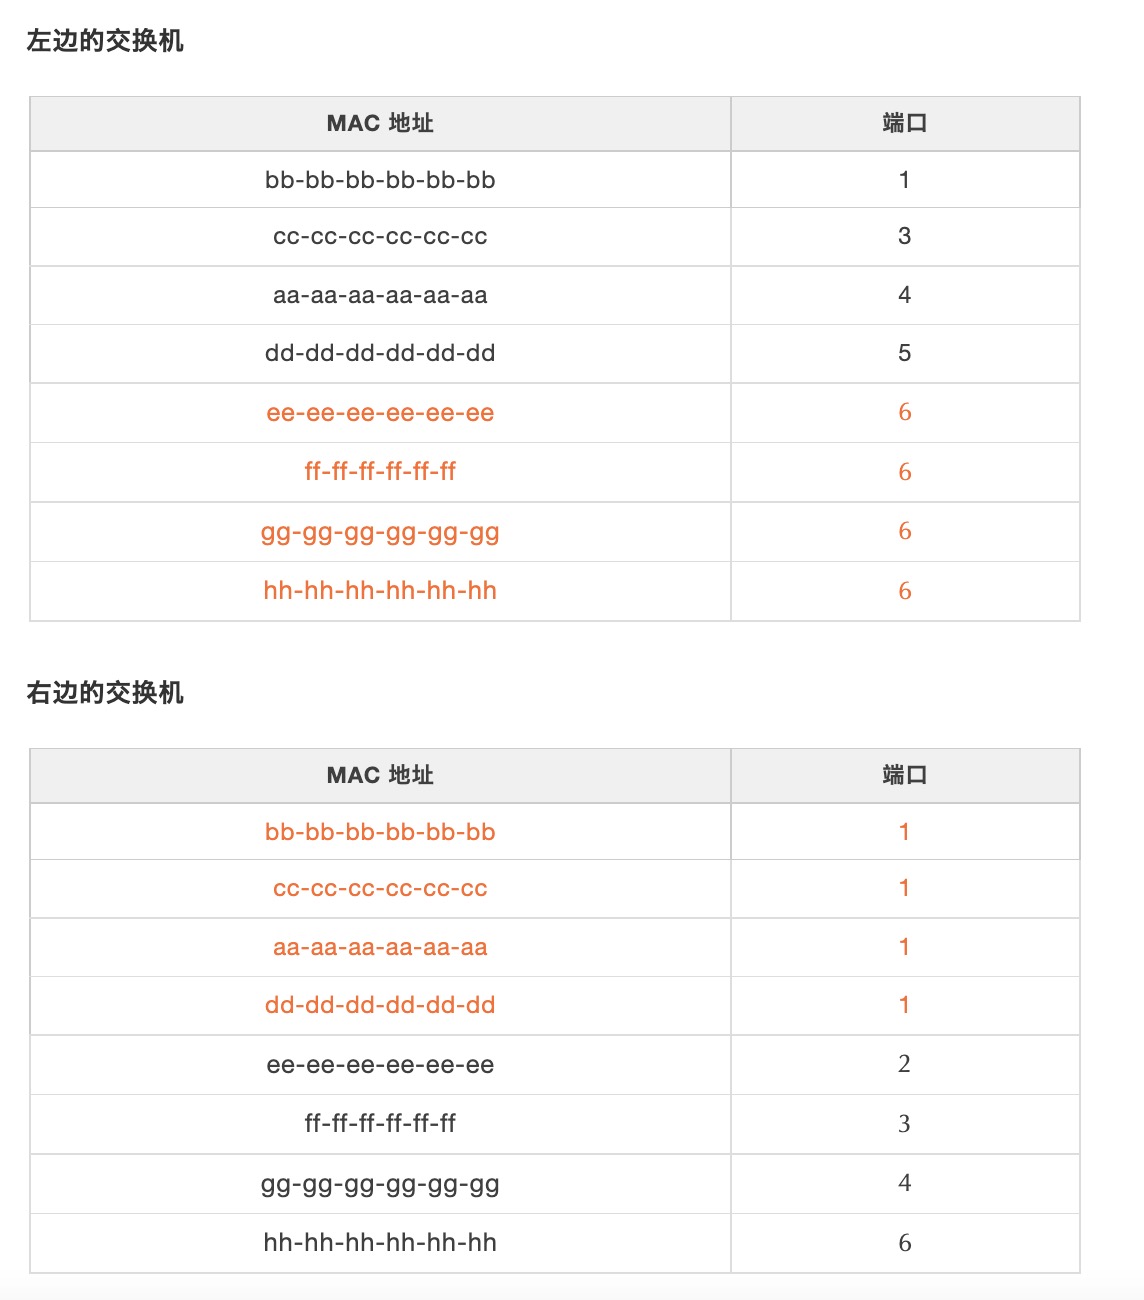 左边的交换机
MAC 地址 端口
bb-bb-bb-bb-bb-bb 1
cc-cc-cc-cc-cc-cc 3
aa-aa-aa-aa-aa-aa 4
dd-dd-dd-dd-dd-dd 5
ee-ee-ee-ee-ee-ee 6
ff-ff-ff-ff-ff-ff 6
gg-gg-gg-gg-gg-gg 6
hh-hh-hh-hh-hh-hh 6
右边的交换机
MAC 地址 端口
bb-bb-bb-bb-bb-bb 1
cc-cc-cc-cc-cc-cc 1
aa-aa-aa-aa-aa-aa 1
dd-dd-dd-dd-dd-dd 1
ee-ee-ee-ee-ee-ee 2
ff-ff-ff-ff-ff-ff 3
gg-gg-gg-gg-gg-gg 4
hh-hh-hh-hh-hh-hh 6